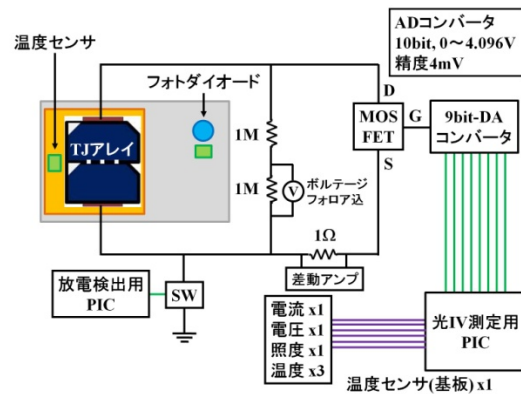 温度センサ
フォトダイオード
TJアレイ
1M
1M
V
ボルテージ
フォロア込
D
MOS
FET
G
S
ADコンバータ
10bit, 0～4.096V
精度4mV
9bit-DA
コンバータ
1Ω
差動アンプ
放電検出用
PIC
SW
電流 x1
電圧 x1
照度 x1
温度 x3
光IV測定用
PIC
温度センサ(基板) x1